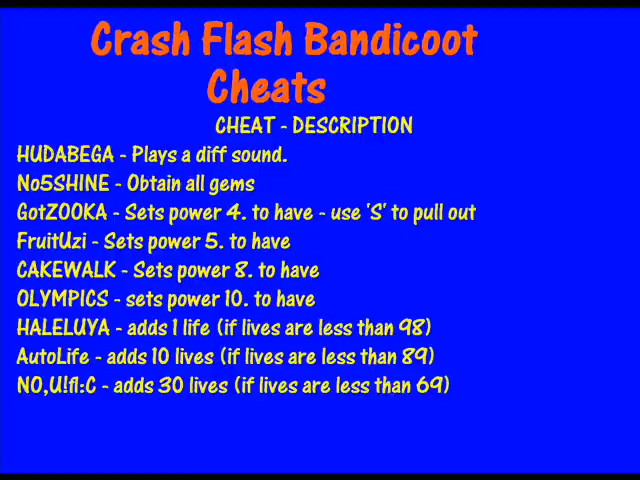 Crash Flash Bandicoot
Cheats
CHEAT - DESCRIPTION
HUDABEGA - Plays a diff sound.
No5SHINE - Obtain all gems
GotZOOKA - Sets power 4. to have - use 'S' to pull out
FruitUzi - Sets power 5. to have
CAKEWALK - Sets power 8. to have
OLYMPICS - sets power 10. to have
HALELUYA - adds 1 life (if lives are less than 98)
AutoLife - adds 10 lives (if lives are less than 89)
NO,U!fl:C - adds 30 lives (if lives are less than 69)